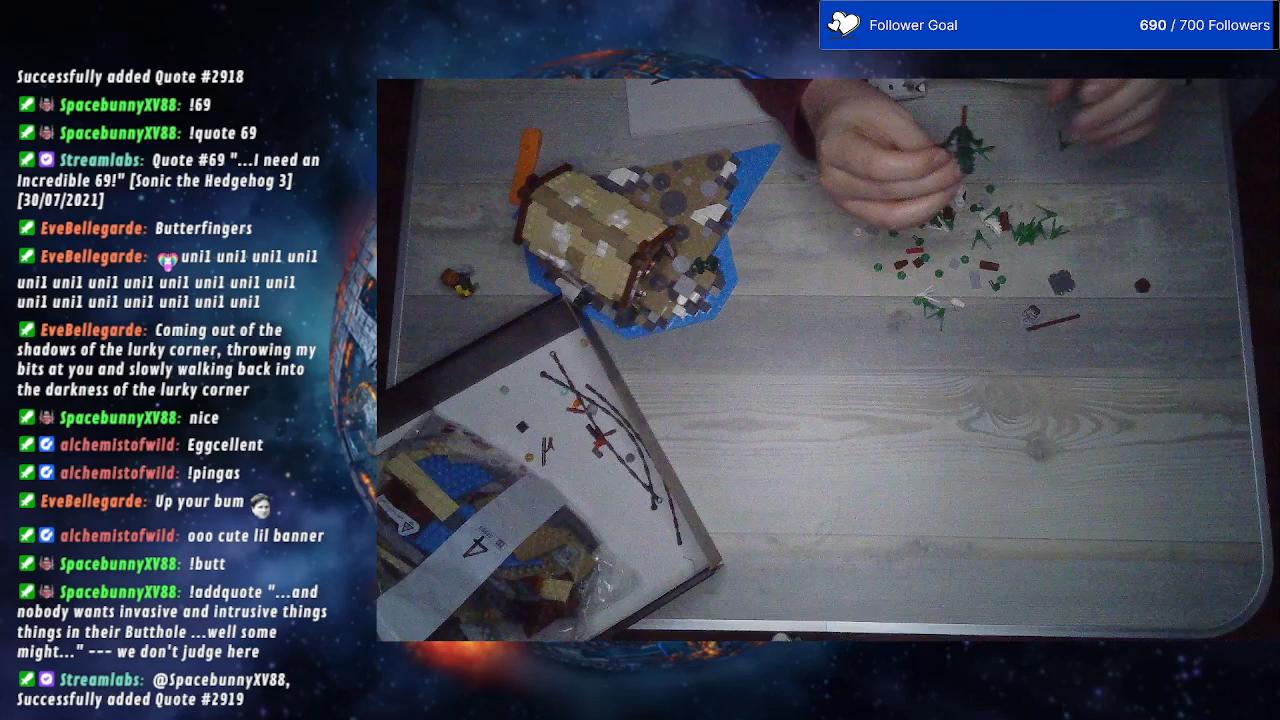 Follower Goal 690 / 700 Followers
Successfully added Quote #2918
SpacebunnyXV88: !69
SpacebunnyXV88: !quote 69
Streamlabs: Quote #69 "...I need an
Incredible 69!" [Sonic the Hedgehog 3]
[30/07/2021]
EveBellegarde: Butterfingers
EveBellegarde: uni1 uni1 uni1 uni1
uni1 uni1 uni1 uni1 uni1 uni1 uni1 uni1
uni1 uni1 uni1 uni1 uni1 uni1 uni1
EveBellegarde: Coming out of the
shadows of the lurky corner, throwing my
bits at you and slowly walking back into
the darkness of the lurky corner
SpacebunnyXV88: nice
alchemistofwild: Eggcellent
alchemistofwild: !pingas
EveBellegarde: Up your bum
alchemistofwild: ooo cute lil banner
SpacebunnyXV88: !butt
SpacebunnyXV88: !addquote "...and
nobody wants invasive and intrusive things
things in their Butthole ...well some
might..." --- we don't judge here
Streamlabs: @SpacebunnyXV88,
Successfully added Quote #2919
4